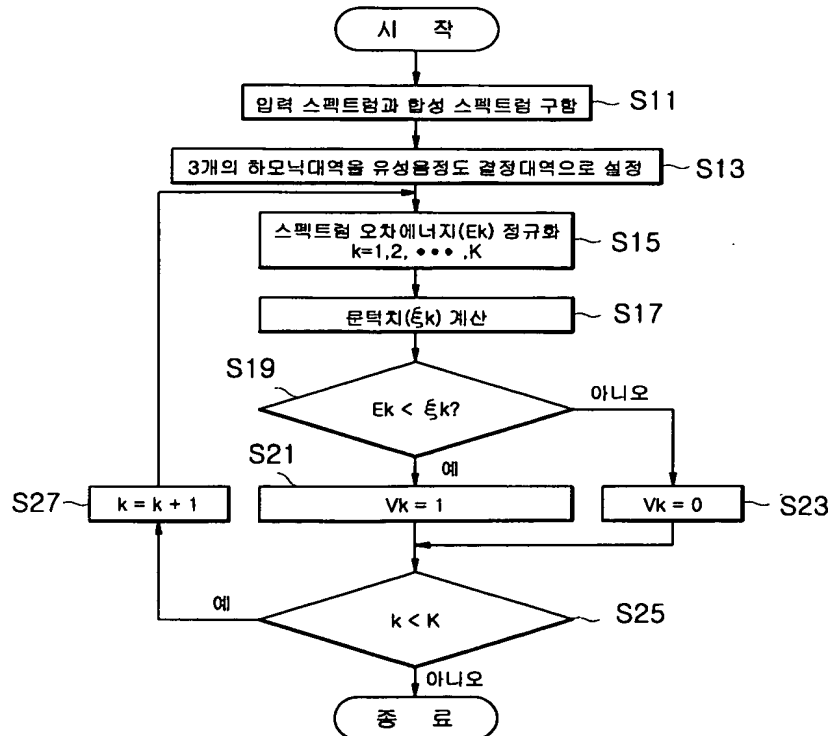 시 작
입력 스펙트럼과 합성 스펙트럼 구함
S11
3개의 하모닉대역을 유성음정도 결정대역으로 설정
S13
스펙트럼 오차에너지(Ek) 정규화
k=1,2, ••• ,K
S15
문턱치(ξk) 계산
S17
S19
Ek < ξk?
아니오
예
S21
S27
k = k + 1
Vk = 1
Vk = 0
S23
예
k < K
S25
아니오
종 료